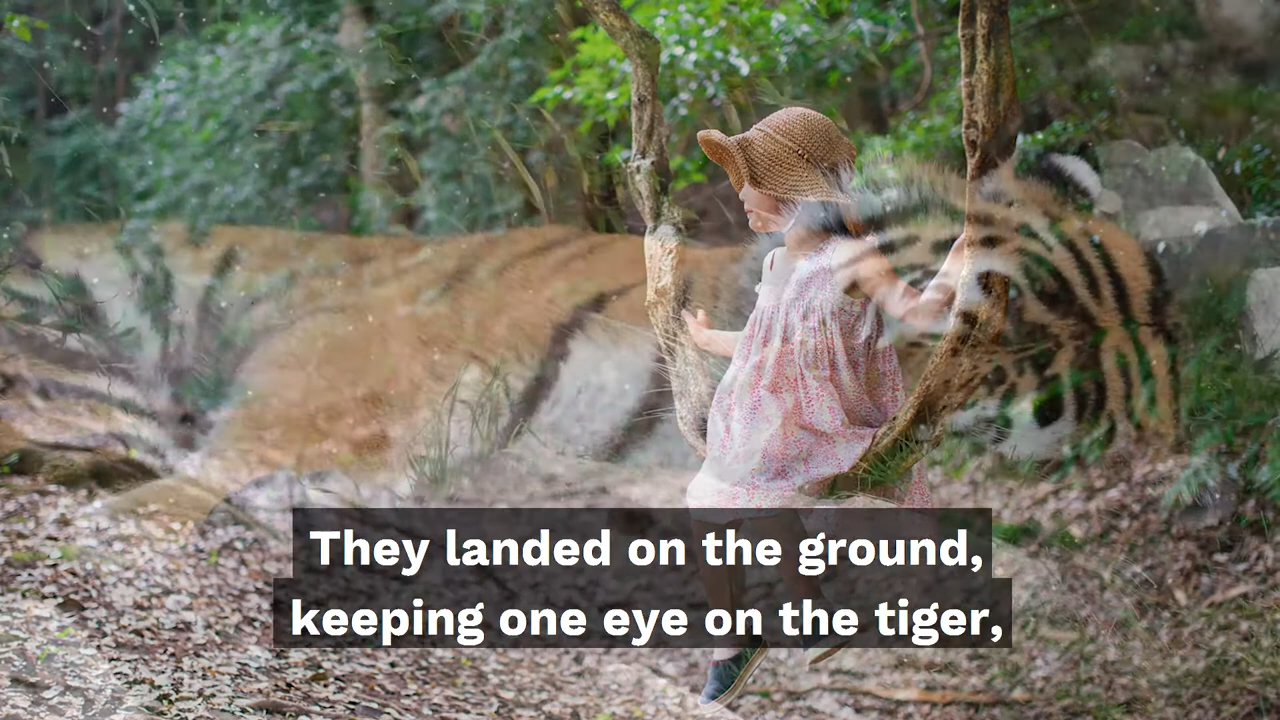 They landed on the ground,
keeping one eye on the tiger,